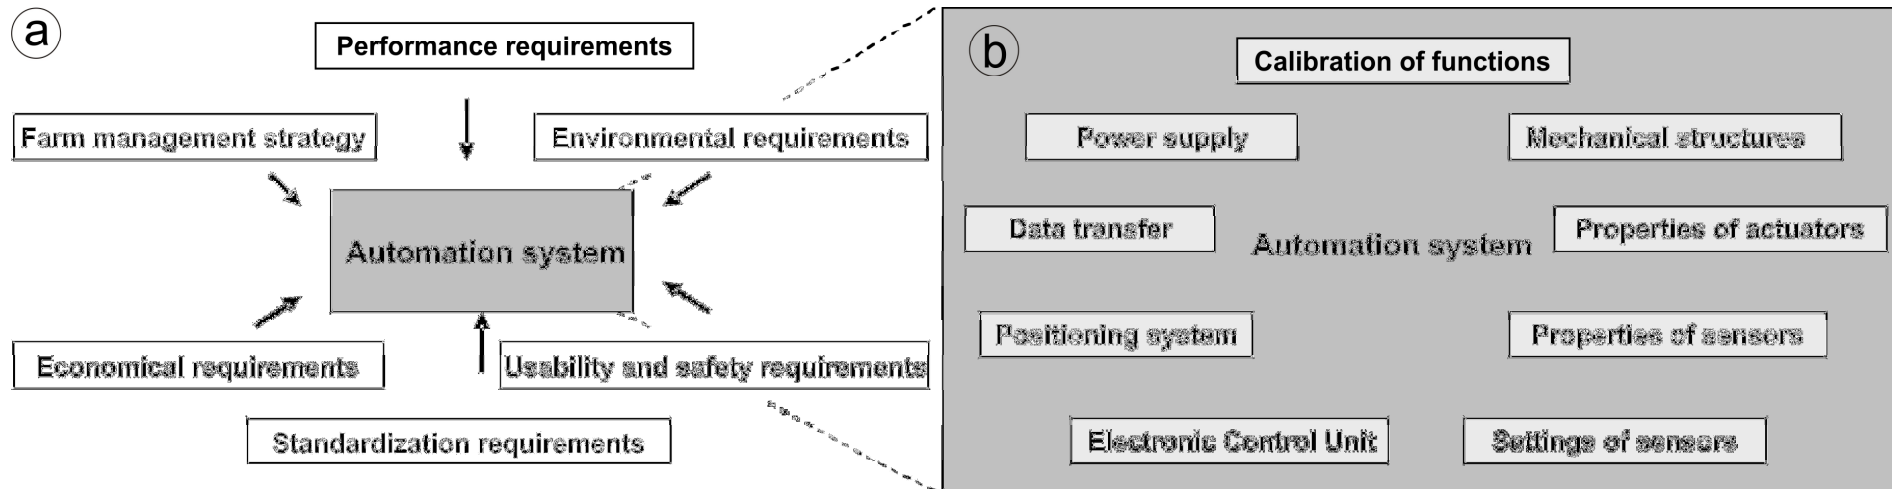 a
Performance requirements
Farm management strategy
Environmental requirements
Automation system
Economical requirements
Usability and safety requirements
Standardization requirements
b
Calibration of functions
Power supply
Mechanical structures
Data transfer
Properties of actuators
Automation system
Positioning system
Properties of sensors
Electronic Control Unit
Settings of sensors